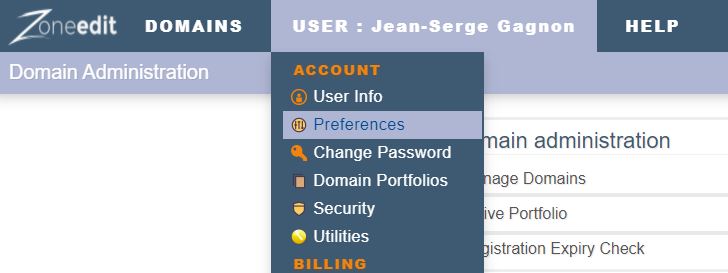 Zoneedit DOMAINS USER : Jean-Serge Gagnon HELP
Domain Administration
ACCOUNT
User Info
Preferences
Change Password
Domain Portfolios
Security
Utilities
BILLING
main administration
nage Domains
ive Portfolio
gistration Expiry Check